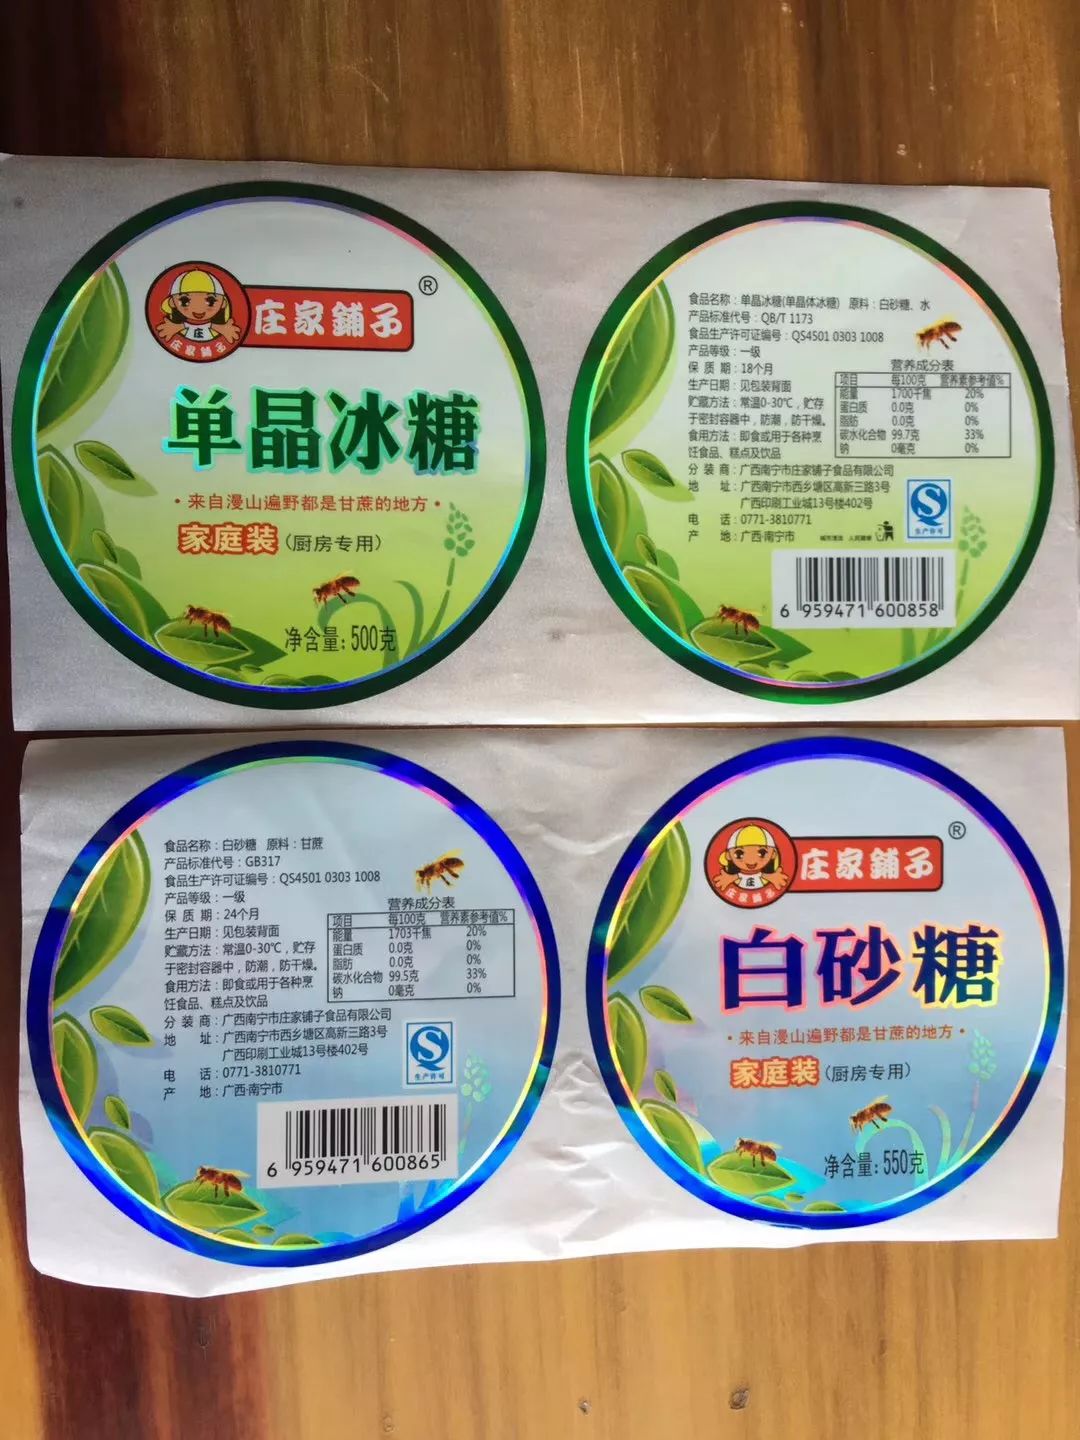 庄家鋪子
®
庄
庄家鋪子
单晶冰糖
·来自漫山遍野都是甘蔗的地方·
家庭装(厨房专用)
净含量:500克
食品名称:单晶冰糖(单晶体冰糖) 原料:白砂糖、水
产品标准代号:QB/T 1173
食品生产许可证编号:QS4501 0303 1008
产品等级:一级
保 质 期:18个月
生产日期:见包装背面
贮藏方法:常温0-30℃,贮存
于密封容器中,防潮,防干燥。
食用方法:即食或用于各种烹
饪食品、糕点及饮品
营养成分表
项目 每100克 营养素参考值%
能量 1700千焦 20%
蛋白质 0.0克 0%
脂肪 0.0克 0%
碳水化合物 99.7克 33%
钠 0毫克 0%
分 装 商:广西南宁市庄家铺子食品有限公司
地 址:广西南宁市西乡塘区高新三路3号
广西印刷工业城13号楼402号
电 话:0771-3810771
产 地:广西·南宁市
生产许可
6 959471 600858
食品名称:白砂糖 原料:甘蔗
产品标准代号:GB317
食品生产许可证编号:QS4501 0303 1008
产品等级:一级
保 质 期:24个月
生产日期:见包装背面
贮藏方法:常温0-30℃,贮存
于密封容器中,防潮,防干燥。
食用方法:即食或用于各种烹
饪食品、糕点及饮品
营养成分表
项目 每100克 营养素参考值%
能量 1703千焦 20%
蛋白质 0.0克 0%
脂肪 0.0克 0%
碳水化合物 99.5克 33%
钠 0毫克 0%
分 装 商:广西南宁市庄家铺子食品有限公司
地 址:广西南宁市西乡塘区高新三路3号
广西印刷工业城13号楼402号
电 话:0771-3810771
产 地:广西·南宁市
生产许可
6 959471 600865
庄家鋪子
®
庄
庄家鋪子
白砂糖
·来自漫山遍野都是甘蔗的地方·
家庭装(厨房专用)
净含量:550克